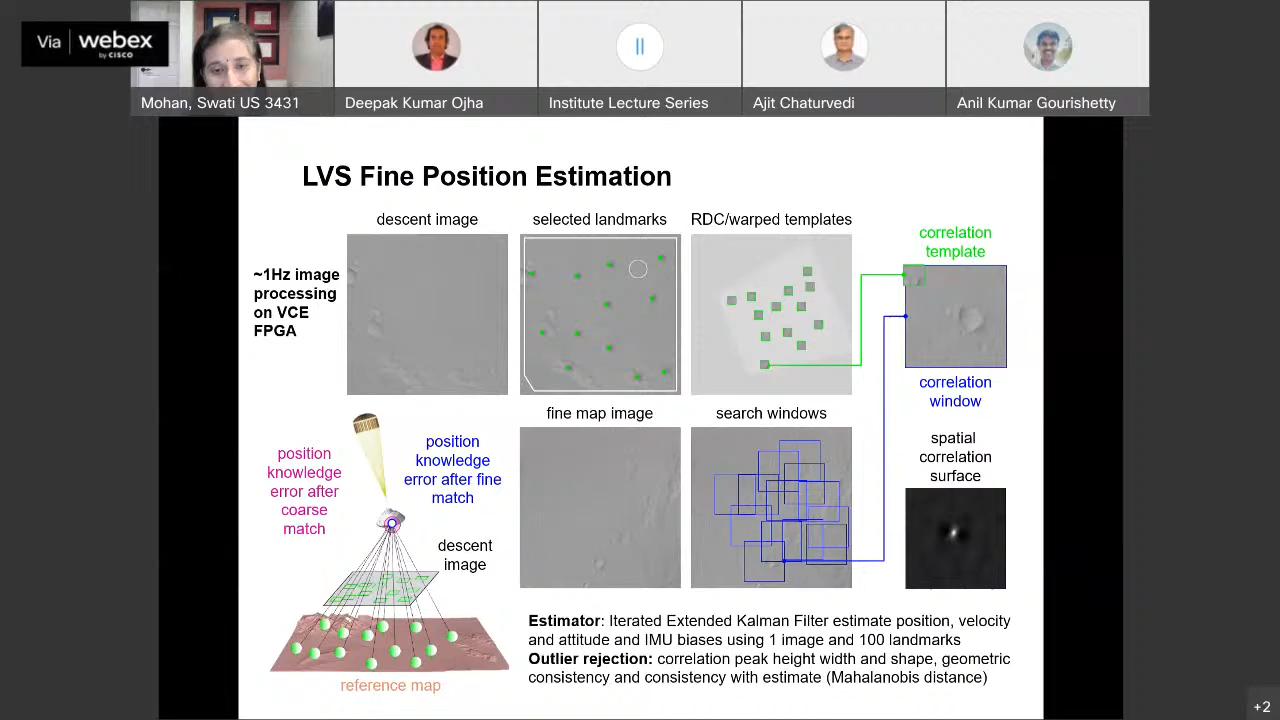 Via webex
by CISCO
Mohan, Swati US 3431
Deepak Kumar Ojha
Institute Lecture Series
Ajit Chaturvedi
Anil Kumar Gourishetty
LVS Fine Position Estimation
descent image
selected landmarks
RDC/warped templates
correlation
template
~1Hz image
processing
on VCE
FPGA
correlation
window
fine map image
search windows
position
knowledge
error after
coarse
match
position
knowledge
error after fine
match
spatial
correlation
surface
descent
image
reference map
Estimator: Iterated Extended Kalman Filter estimate position, velocity
and attitude and IMU biases using 1 image and 100 landmarks
Outlier rejection: correlation peak height width and shape, geometric
consistency and consistency with estimate (Mahalanobis distance)
+2